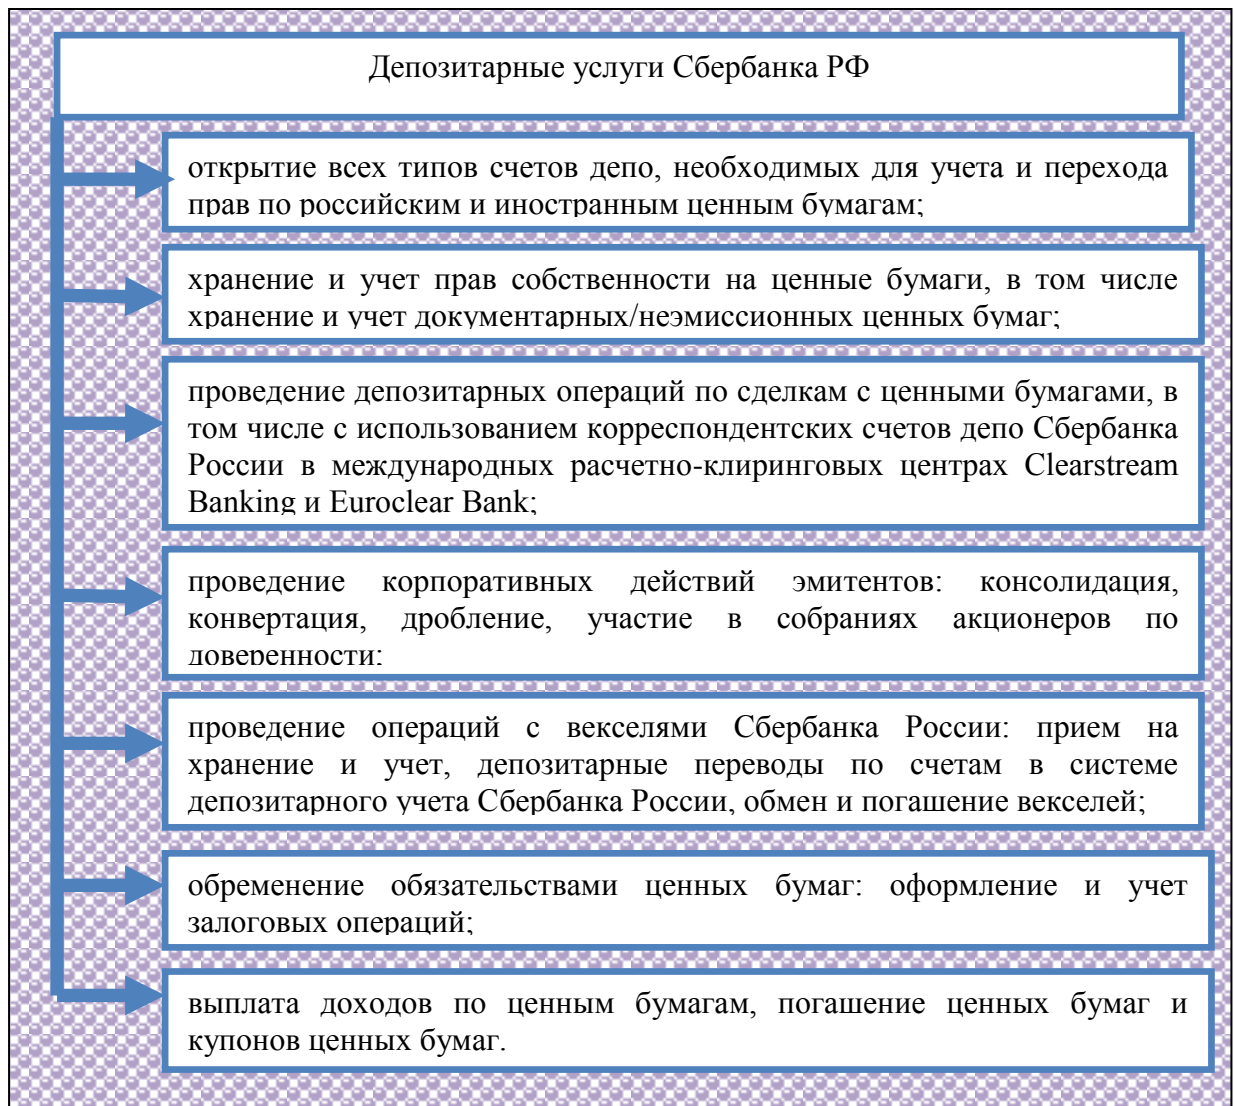 Депозитарные услуги Сбербанка РФ
открытие всех типов счетов депо, необходимых для учета и перехода
прав по российским и иностранным ценным бумагам;
хранение и учет прав собственности на ценные бумаги, в том числе
хранение и учет документарных/неэмиссионных ценных бумаг;
проведение депозитарных операций по сделкам с ценными бумагами, в
том числе с использованием корреспондентских счетов депо Сбербанка
России в международных расчетно-клиринговых центрах Clearstream
Banking и Euroclear Bank;
проведение корпоративных действий эмитентов: консолидация,
конвертация, дробление, участие в собраниях акционеров по
доверенности;
проведение операций с векселями Сбербанка России: прием на
хранение и учет, депозитарные переводы по счетам в системе
депозитарного учета Сбербанка России, обмен и погашение векселей;
обременение обязательствами ценных бумаг: оформление и учет
залоговых операций;
выплата доходов по ценным бумагам, погашение ценных бумаг и
купонов ценных бумаг.